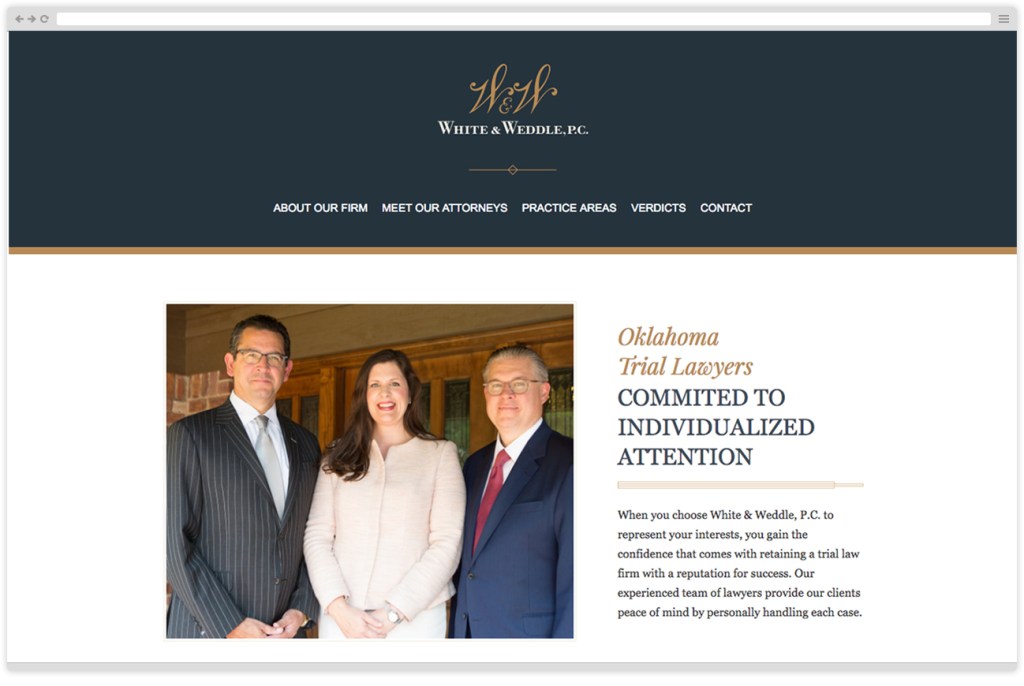 W&W
WHITE & WEDDLE, P.C.
ABOUT OUR FIRM MEET OUR ATTORNEYS PRACTICE AREAS VERDICTS CONTACT
Oklahoma
Trial Lawyers
COMMITED TO
INDIVIDUALIZED
ATTENTION
When you choose White & Weddle, P.C. to
represent your interests, you gain the
confidence that comes with retaining a trial law
firm with a reputation for success. Our
experienced team of lawyers provide our clients
peace of mind by personally handling each case.